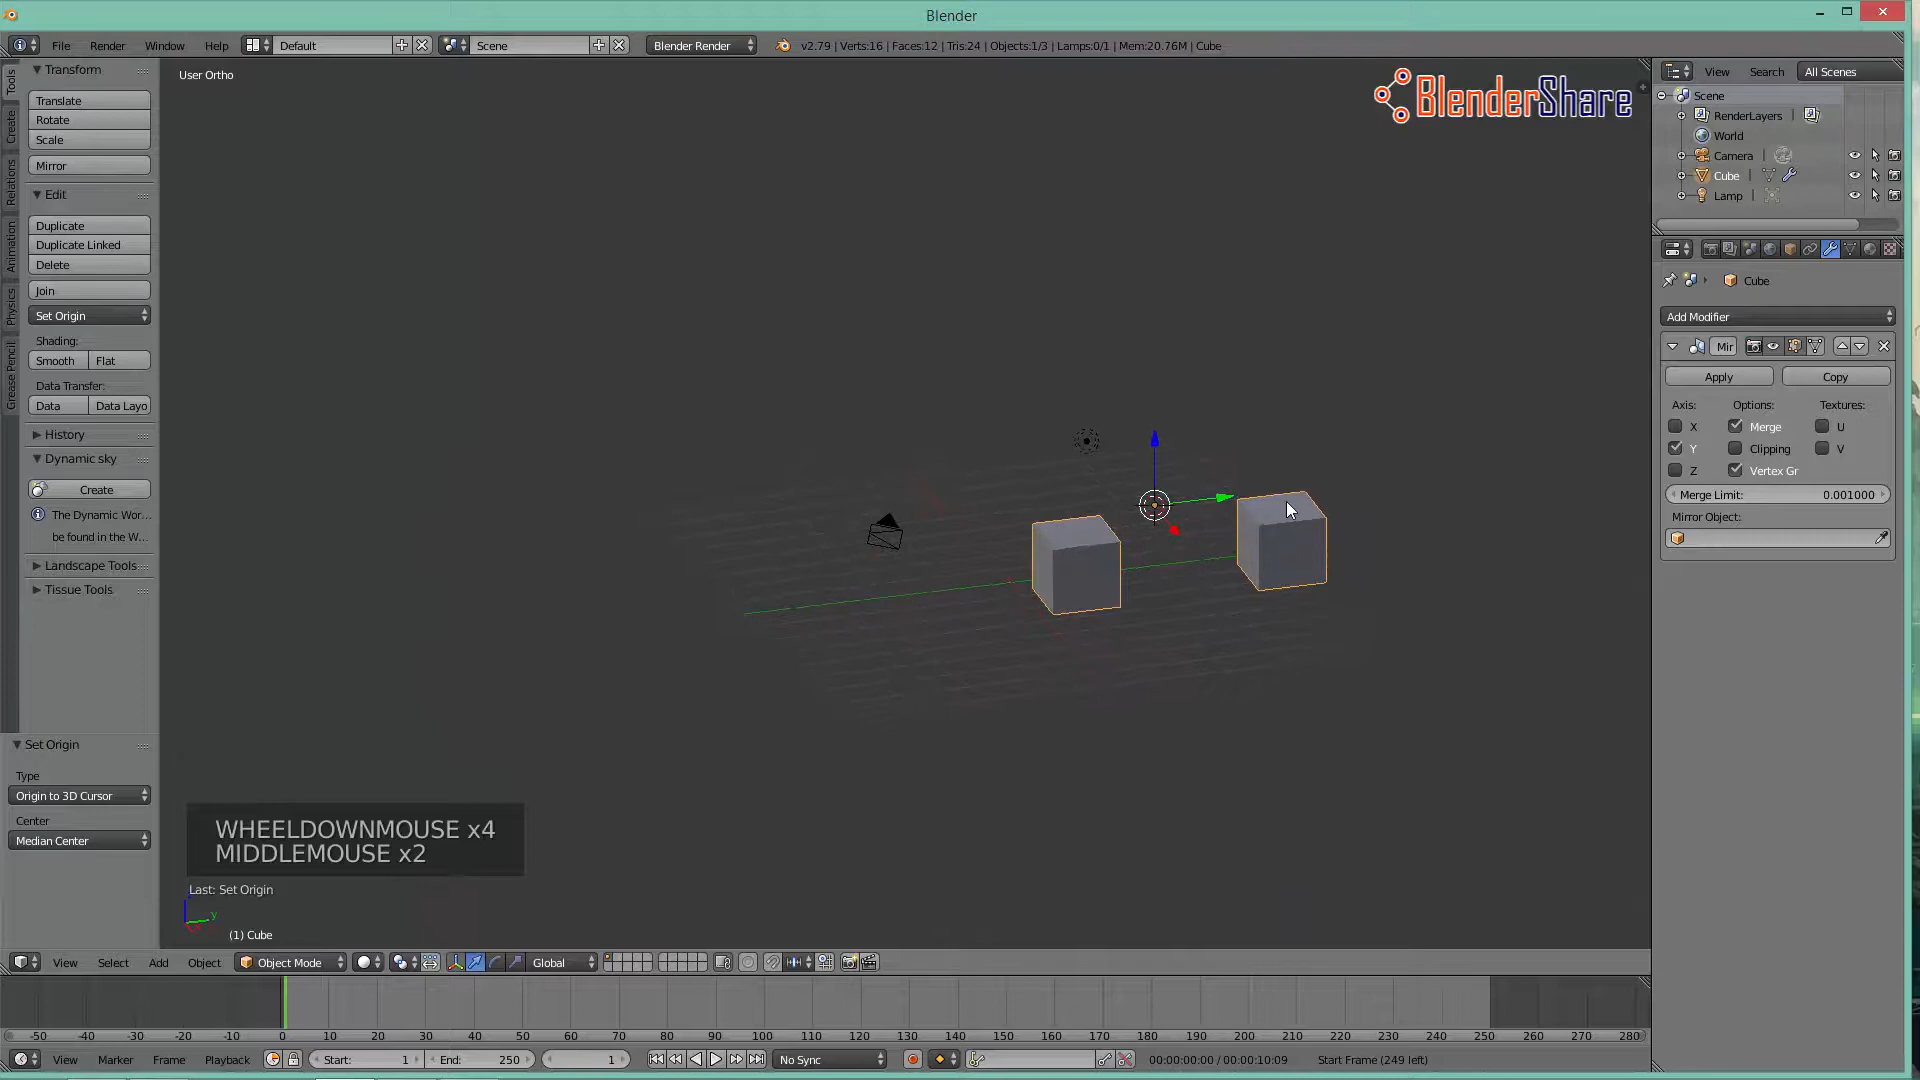 Blender
File Render Window Help Default Scene Blender Render v2.79 | Verts:16 | Faces:12 | Tris:24 | Objects:1/3 | Lamps:0/1 | Mem:20.76M | Cube
Tools
Create
Relations
Animation
Physics
Grease Pencil
Transform
Translate
Rotate
Scale
Mirror
Edit
Duplicate
Duplicate Linked
Delete
Join
Set Origin
Shading:
Smooth Flat
Data Transfer:
Data Data Layo
History
Dynamic sky
Create
The Dynamic Wor...
be found in the W...
Landscape Tools
Tissue Tools
Set Origin
Type
Origin to 3D Cursor
Center
Median Center
User Ortho
BlenderShare
WHEELDOWNMOUSE x4
MIDDLEMOUSE x2
Last: Set Origin
y
(1) Cube
View Search All Scenes
Scene
RenderLayers
World
Camera
Cube
Lamp
Cube
Add Modifier
Mir
Apply Copy
Axis: Options: Textures:
X Merge U
Y Clipping V
Z Vertex Gr
Merge Limit: 0.001000
Mirror Object:
View Select Add Object Object Mode Global
-50 -40 -30 -20 -10 0 10 20 30 40 50 60 70 80 90 100 110 120 130 140 150 160 170 180 190 200 210 220 230 240 250 260 270 280
View Marker Frame Playback Start: 1 End: 250 1 No Sync 00:00:00:00 / 00:00:10:09 Start Frame (249 left)